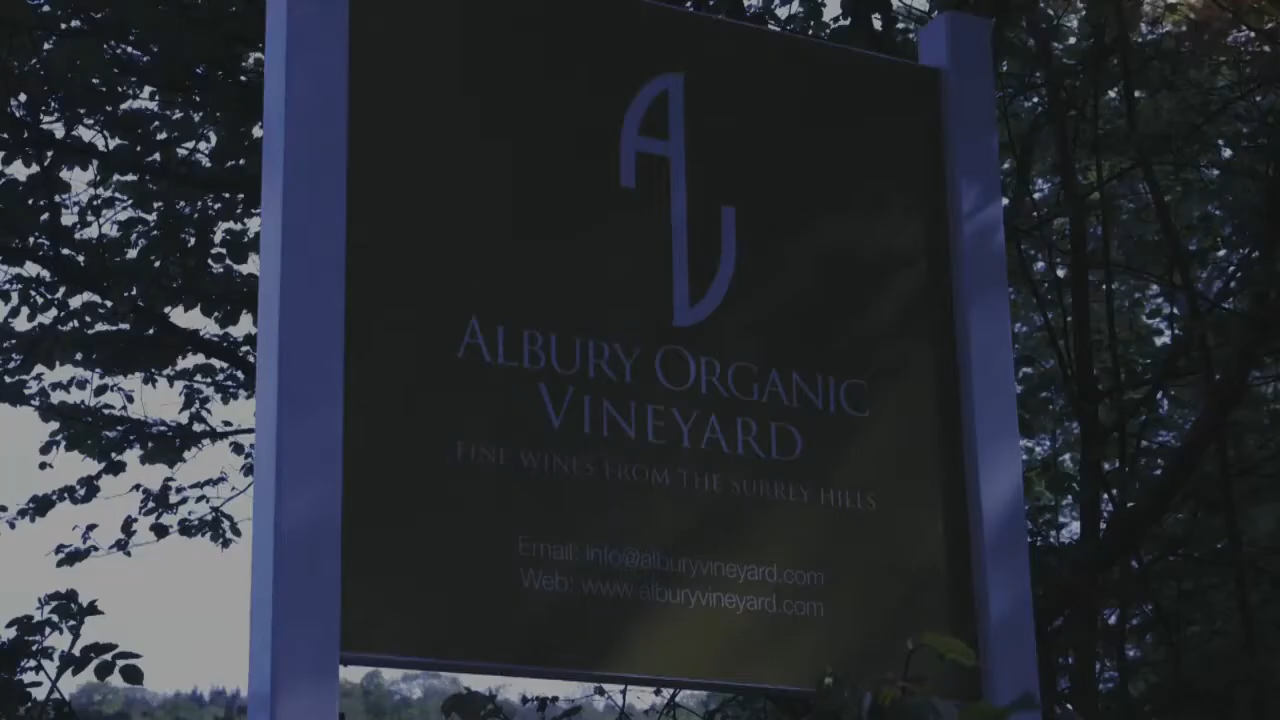 AV
ALBURY ORGANIC
VINEYARD
FINE WINES FROM THE SURREY HILLS
Email: info@alburyvineyard.com
Web: www.alburyvineyard.com